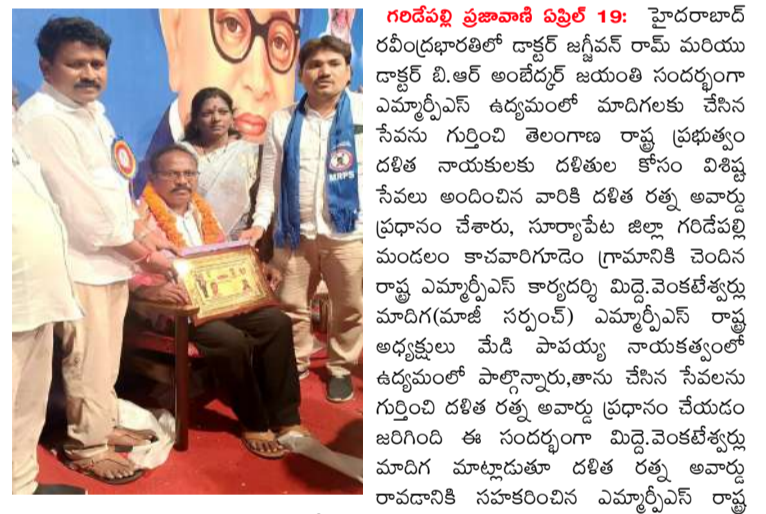 MRPS
గరిడేపల్లి ప్రజావాణి ఏప్రిల్ 19: హైదరాబాద్
రవీంద్రభారతిలో డాక్టర్ జగ్జీవన్ రామ్ మరియు
డాక్టర్ బి.ఆర్ అంబేద్కర్ జయంతి సందర్భంగా
ఎమ్మార్పీఎస్ ఉద్యమంలో మాదిగలకు చేసిన
సేవను గుర్తించి తెలంగాణ రాష్ట్ర ప్రభుత్వం
దళిత నాయకులకు దళితుల కోసం విశిష్ట
సేవలు అందించిన వారికి దళిత రత్న అవార్డు
ప్రధానం చేశారు, సూర్యాపేట జిల్లా గరిడేపల్లి
మండలం కాచవారిగూడెం గ్రామానికి చెందిన
రాష్ట్ర ఎమ్మార్పీఎస్ కార్యదర్శి మిద్దె.వెంకటేశ్వర్లు
మాదిగ(మాజీ సర్పంచ్) ఎమ్మార్పీఎస్ రాష్ట్ర
అధ్యక్షులు మేడి పాపయ్య నాయకత్వంలో
ఉద్యమంలో పాల్గొన్నారు,తాను చేసిన సేవలను
గుర్తించి దళిత రత్న అవార్డు ప్రధానం చేయడం
జరిగింది ఈ సందర్భంగా మిద్దె.వెంకటేశ్వర్లు
మాదిగ మాట్లాడుతూ దళిత రత్న అవార్డు
రావడానికి సహకరించిన ఎమ్మార్పీఎస్ రాష్ట్ర